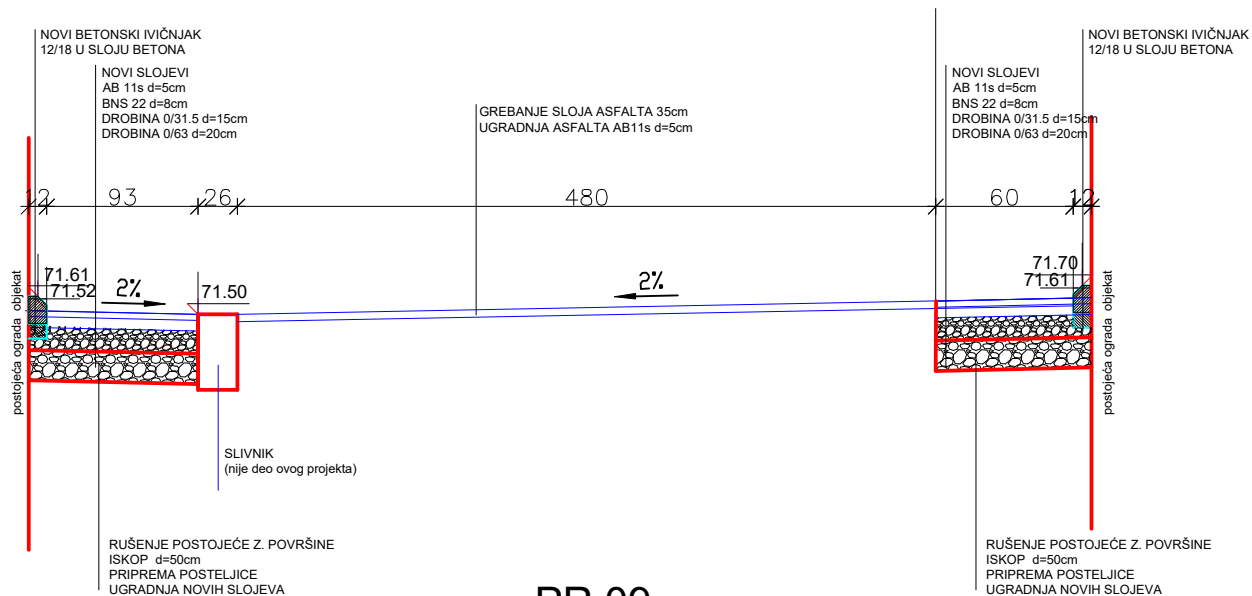 NOVI BETONSKI IVIČNJAK
12/18 U SLOJU BETONA
NOVI SLOJEVI
AB 11s d=5cm
BNS 22 d=8cm
DROBINA 0/31.5 d=15cm
DROBINA 0/63 d=20cm
GREBANJE SLOJA ASFALTA 35cm
UGRADNJA ASFALTA AB11s d=5cm
NOVI SLOJEVI
AB 11s d=5cm
BNS 22 d=8cm
DROBINA 0/31.5 d=15cm
DROBINA 0/63 d=20cm
NOVI BETONSKI IVIČNJAK
12/18 U SLOJU BETONA
12 93 26 480 60 12
71.61
71.52
2%
71.50
2%
71.70
71.61
postojeća ograda objekat
postojeća ograda objekat
SLIVNIK
(nije deo ovog projekta)
RUŠENJE POSTOJEĆE Z. POVRŠINE
ISKOP d=50cm
PRIPREMA POSTELJICE
UGRADNJA NOVIH SLOJEVA
RUŠENJE POSTOJEĆE Z. POVRŠINE
ISKOP d=50cm
PRIPREMA POSTELJICE
UGRADNJA NOVIH SLOJEVA